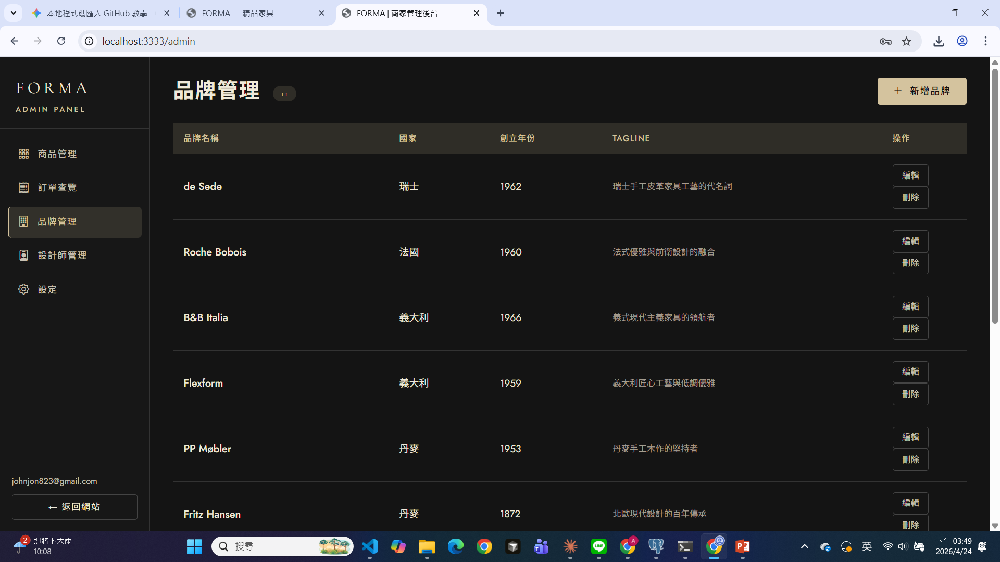 本地程式碼匯入 GitHub 教學 -
FORMA — 精品家具
FORMA | 商家管理後台
localhost:3333/admin
FORMA
ADMIN PANEL
商品管理
訂單查覽
品牌管理
設計師管理
設定
johnjon823@gmail.com
← 返回網站
品牌管理 11
+ 新增品牌
品牌名稱 國家 創立年份 TAGLINE 操作
de Sede 瑞士 1962 瑞士手工皮革家具工藝的代名詞 編輯 刪除
Roche Bobois 法國 1960 法式優雅與前衛設計的融合 編輯 刪除
B&B Italia 義大利 1966 義式現代主義家具的領航者 編輯 刪除
Flexform 義大利 1959 義大利匠心工藝與低調優雅 編輯 刪除
PP Møbler 丹麥 1953 丹麥手工木作的堅持者 編輯 刪除
Fritz Hansen 丹麥 1872 北歐現代設計的百年傳承 編輯 刪除
2
即將下大雨
10:08
搜尋
LINE
A
英
下午 03:49
2026/4/24